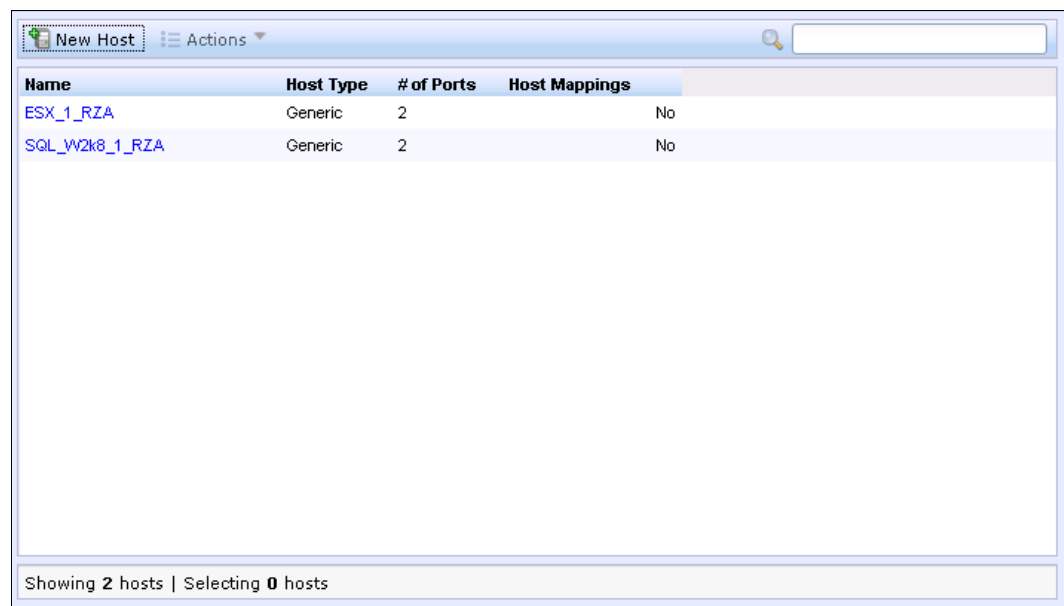 New Host Actions
Name Host Type # of Ports Host Mappings
ESX_1_RZA Generic 2 No
SQL_W2k8_1_RZA Generic 2 No
Showing 2 hosts | Selecting 0 hosts